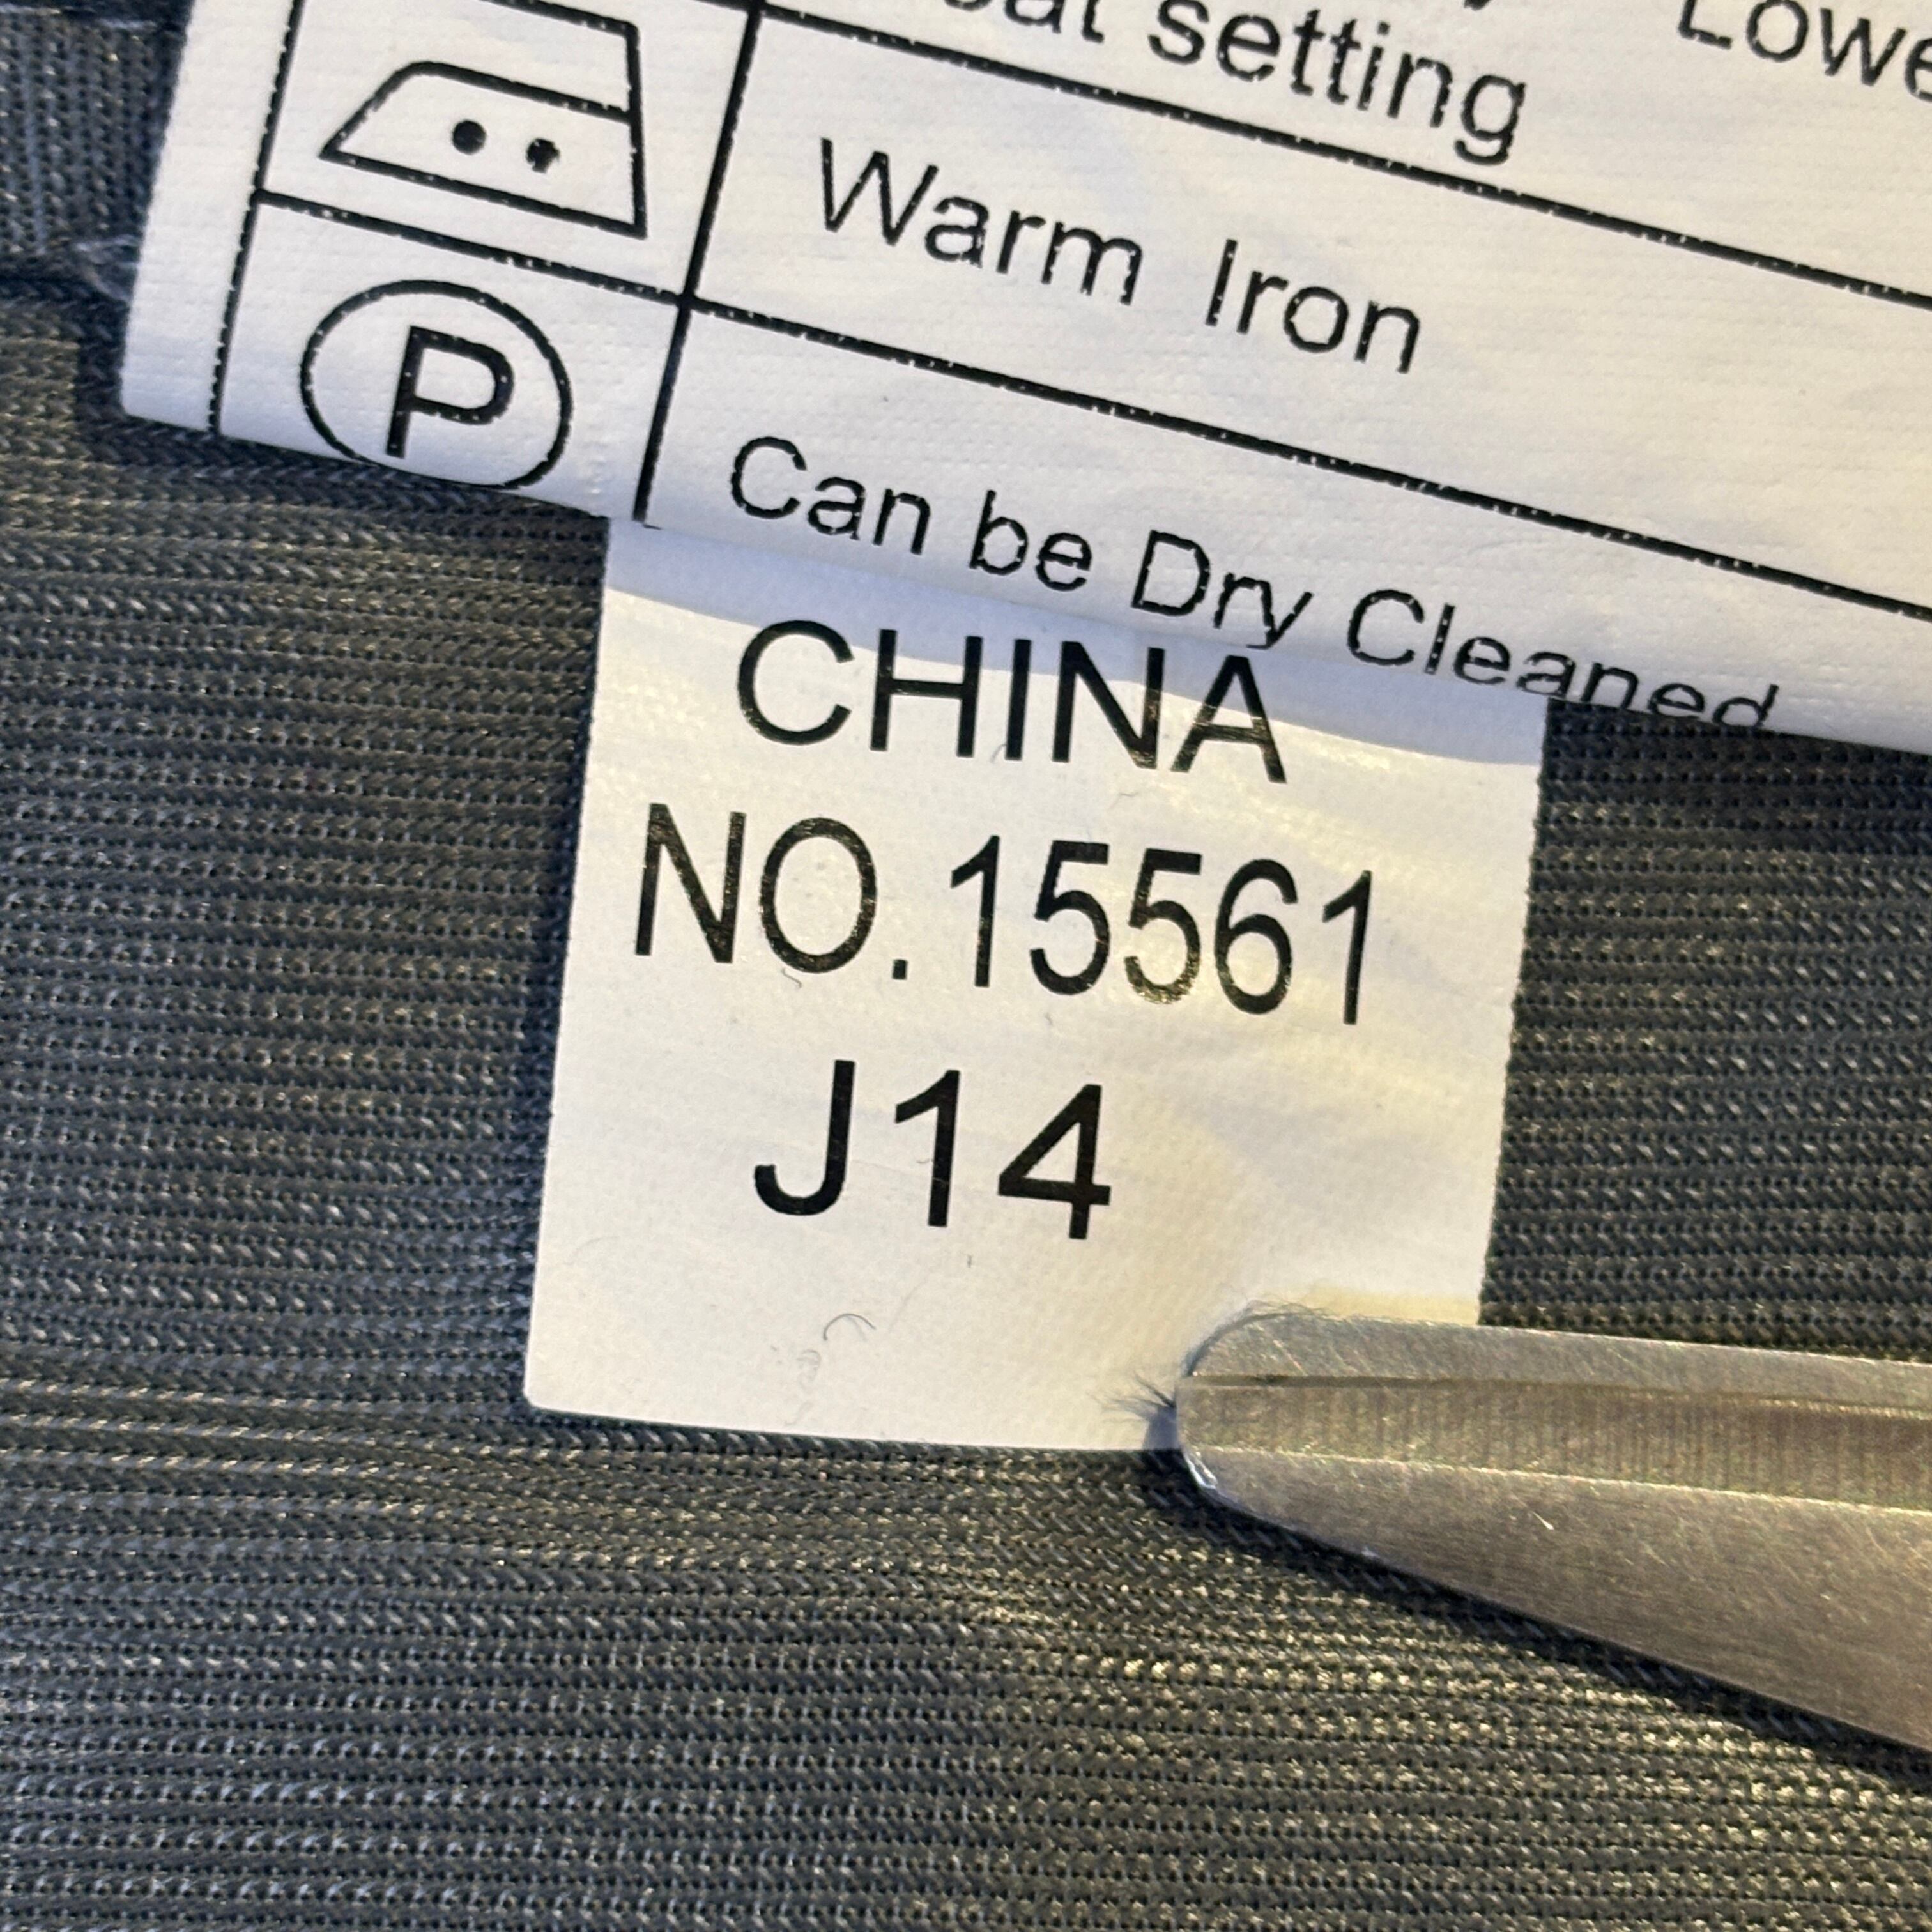 setting
Warm Iron
P
Can be Dry Cleaned
CHINA
NO.15561
J14